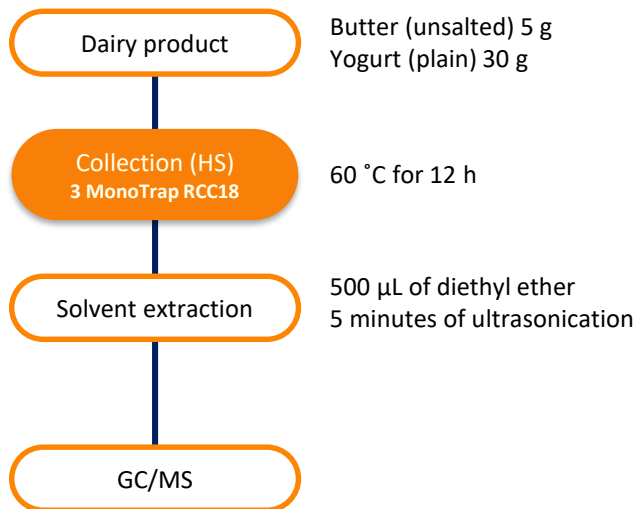 Dairy product
Butter (unsalted) 5 g
Yogurt (plain) 30 g
Collection (HS)
3 MonoTrap RCC18
60 ˚C for 12 h
Solvent extraction
500 µL of diethyl ether
5 minutes of ultrasonication
GC/MS